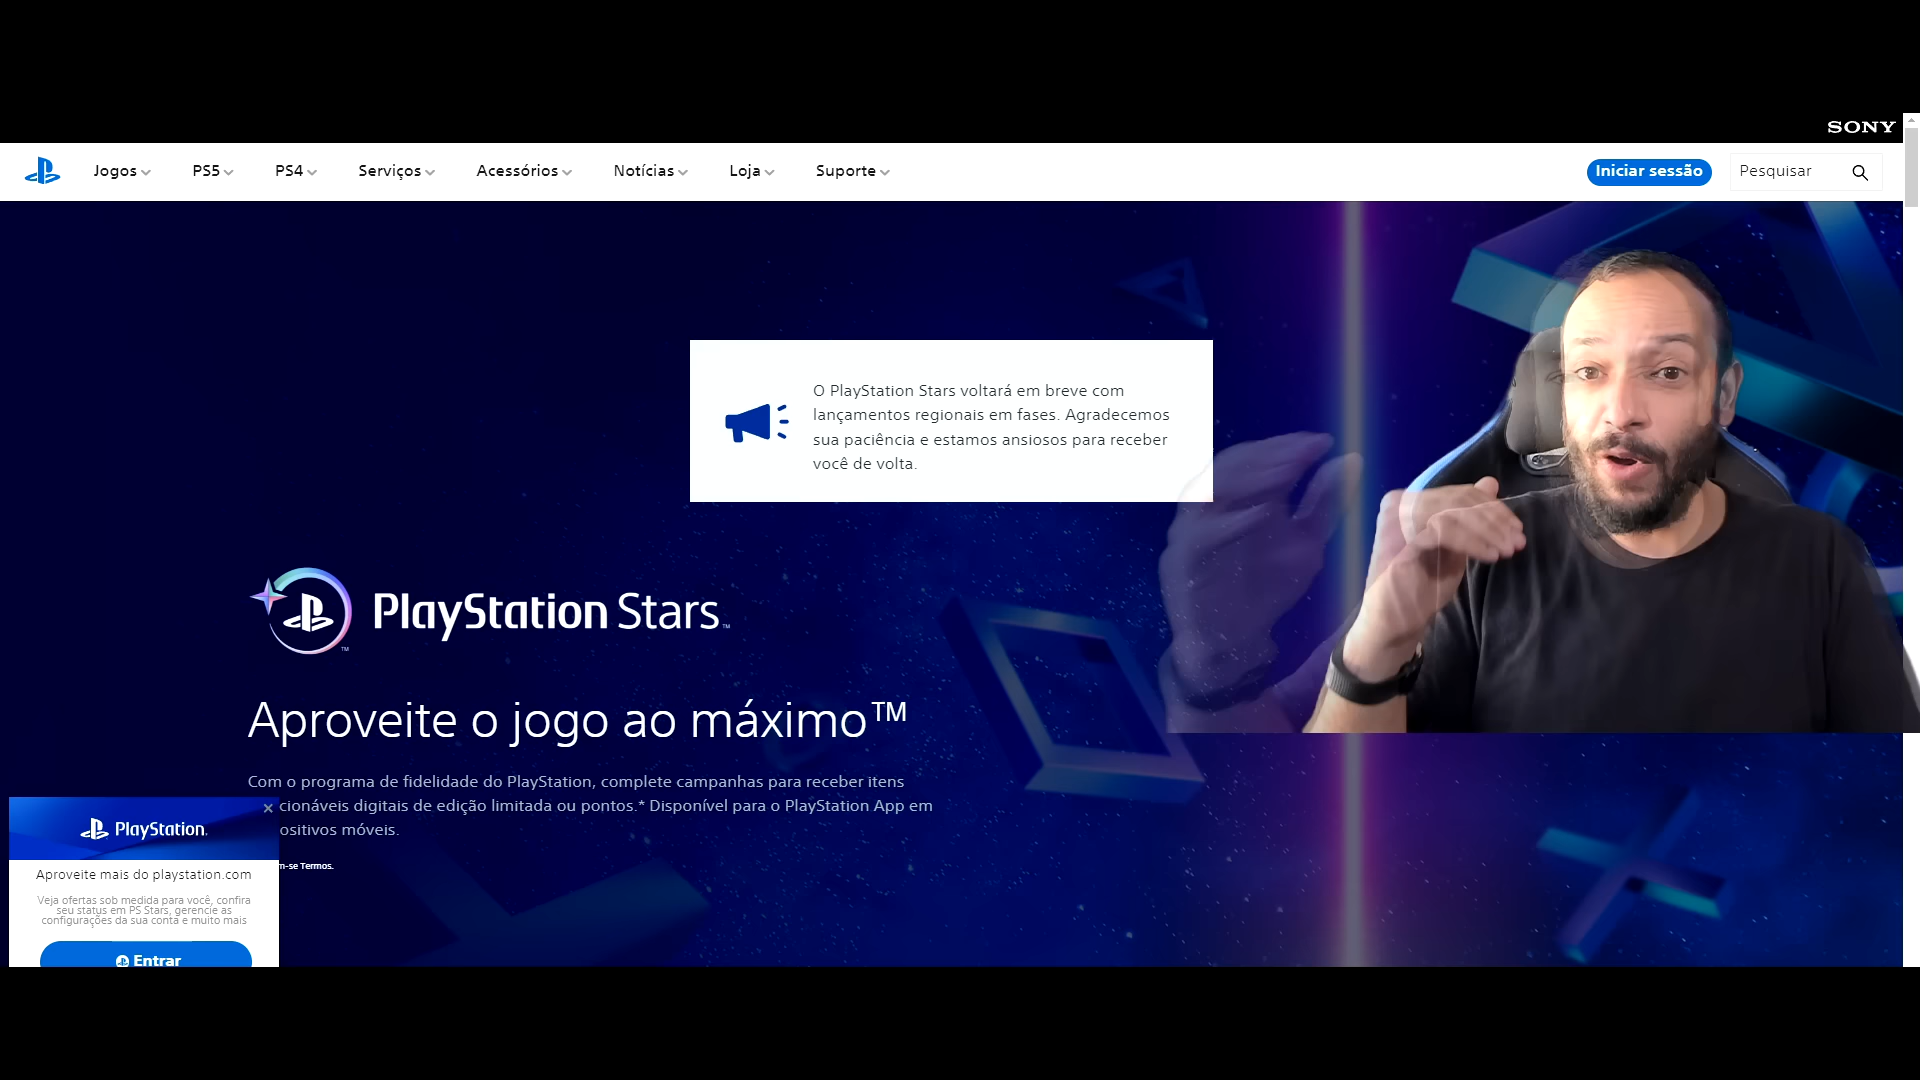 SONY
Jogos
PS5
PS4
Serviços
Acessórios
Notícias
Loja
Suporte
Iniciar sessão
Pesquisar
O PlayStation Stars voltará em breve com
lançamentos regionais em fases. Agradecemos
sua paciência e estamos ansiosos para receber
você de volta.
PlayStation Stars™
Aproveite o jogo ao máximo™
Com o programa de fidelidade do PlayStation, complete campanhas para receber itens
cionáveis digitais de edição limitada ou pontos.* Disponível para o PlayStation App em
ositivos móveis.
m-se Termos.
PlayStation.
Aproveite mais do playstation.com
Veja ofertas sob medida para você, confira
seu status em PS Stars, gerencie as
configurações da sua conta e muito mais
Entrar